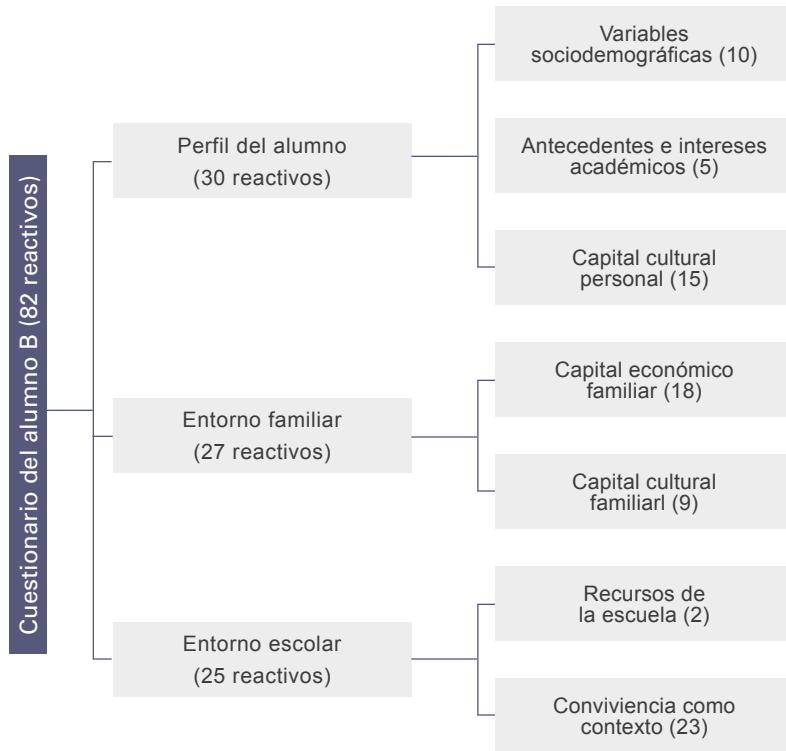 Cuestionario del alumno B (82 reactivos)
Perfil del alumno
(30 reactivos)
Variables
sociodemográficas (10)
Antecedentes e intereses
académicos (5)
Capital cultural
personal (15)
Entorno familiar
(27 reactivos)
Capital económico
familiar (18)
Capital cultural
familiarl (9)
Entorno escolar
(25 reactivos)
Recursos de
la escuela (2)
Conviviencia como
contexto (23)